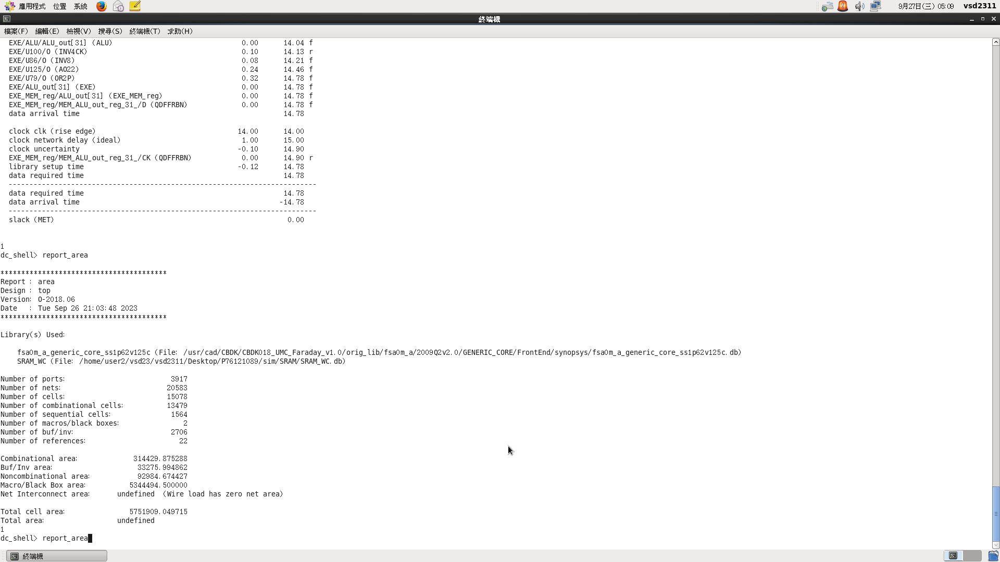 應用程式 位置 系統 9月27日(三) 05:09 vsd2311
終端機
檔案(F) 編輯(E) 檢視(V) 搜尋(S) 終端機(T) 求助(H)
EXE/ALU/ALU_out[31] (ALU) 0.00 14.04 f
EXE/U100/O (INV4CK) 0.10 14.13 r
EXE/U86/O (INV8) 0.08 14.21 f
EXE/U125/O (AO22) 0.24 14.46 f
EXE/U79/O (OR2P) 0.32 14.78 f
EXE/ALU_out[31] (EXE) 0.00 14.78 f
EXE_MEM_reg/ALU_out[31] (EXE_MEM_reg) 0.00 14.78 f
EXE_MEM_reg/MEM_ALU_out_reg_31_/D (QDFFRBN) 0.00 14.78 f
data arrival time 14.78
clock clk (rise edge) 14.00 14.00
clock network delay (ideal) 1.00 15.00
clock uncertainty -0.10 14.90
EXE_MEM_reg/MEM_ALU_out_reg_31_/CK (QDFFRBN) 0.00 14.90 r
library setup time -0.12 14.78
data required time 14.78
--------------------------------------------------------------------------
data required time 14.78
data arrival time -14.78
--------------------------------------------------------------------------
slack (MET) 0.00
1
dc_shell> report_area
****************************************
Report : area
Design : top
Version: O-2018.06
Date : Tue Sep 26 21:03:48 2023
****************************************
Library(s) Used:
fsa0m_a_generic_core_ss1p62v125c (File: /usr/cad/CBDK/CBDK018_UMC_Faraday_v1.0/orig_lib/fsa0m_a/2009Q2v2.0/GENERIC_CORE/FrontEnd/synopsys/fsa0m_a_generic_core_ss1p62v125c.db)
SRAM_WC (File: /home/user2/vsd23/vsd2311/Desktop/P76121089/sim/SRAM/SRAM_WC.db)
Number of ports: 3917
Number of nets: 20583
Number of cells: 15078
Number of combinational cells: 13479
Number of sequential cells: 1564
Number of macros/black boxes: 2
Number of buf/inv: 2706
Number of references: 22
Combinational area: 314429.875288
Buf/Inv area: 33275.994862
Noncombinational area: 92984.674427
Macro/Black Box area: 5344494.500000
Net Interconnect area: undefined (Wire load has zero net area)
Total cell area: 5751909.049715
Total area: undefined
1
dc_shell> report_area
終端機